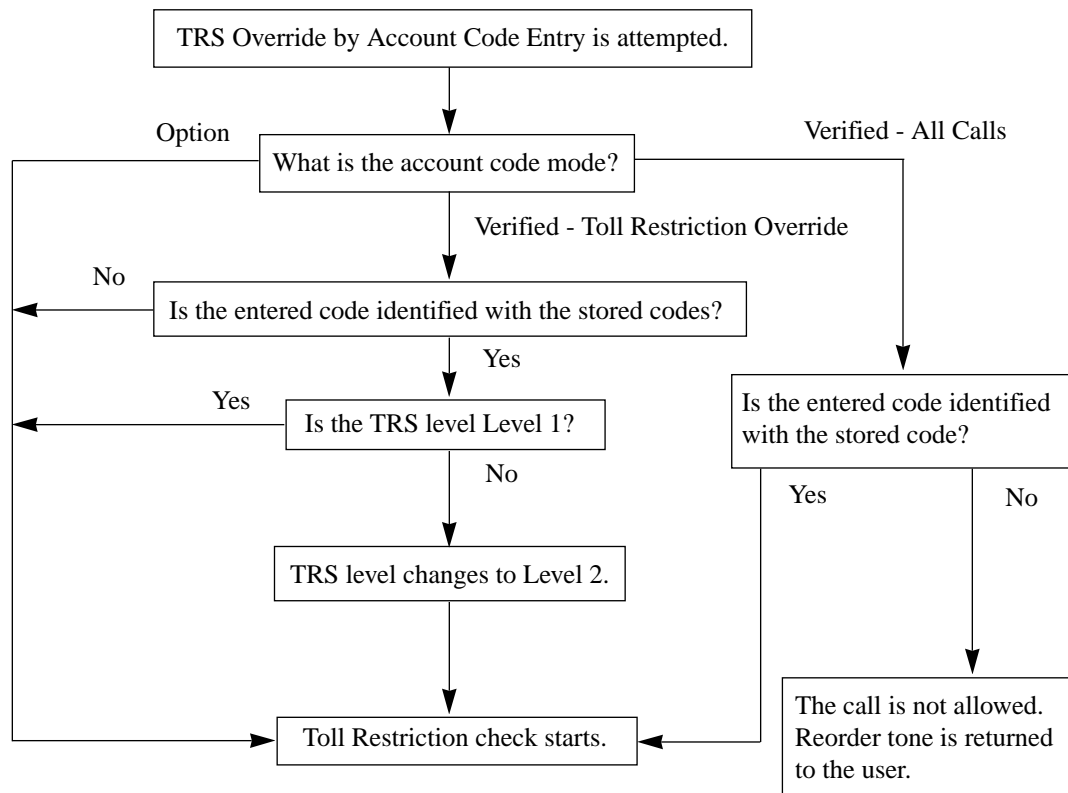 TRS Override by Account Code Entry is attempted.
Option
Verified - All Calls
What is the account code mode?
Verified - Toll Restriction Override
No
Is the entered code identified with the stored codes?
Yes
Yes
Is the TRS level Level 1?
Is the entered code identified
with the stored code?
No
Yes
No
TRS level changes to Level 2.
Toll Restriction check starts.
The call is not allowed.
Reorder tone is returned
to the user.